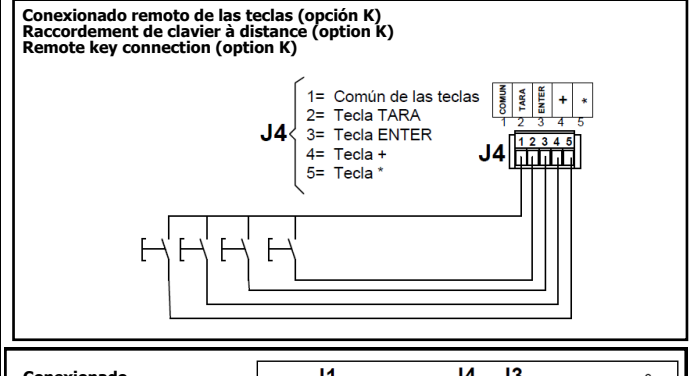 Conexionado remoto de las teclas (opción K)
Raccordement de clavier à distance (option K)
Remote key connection (option K)
J4
1= Común de las teclas
2= Tecla TARA
3= Tecla ENTER
4= Tecla +
5= Tecla *
COMUN TARA ENTER + *
1 2 3 4 5
J4
1 2 3 4 5
Conexionado
J1 J4 J3